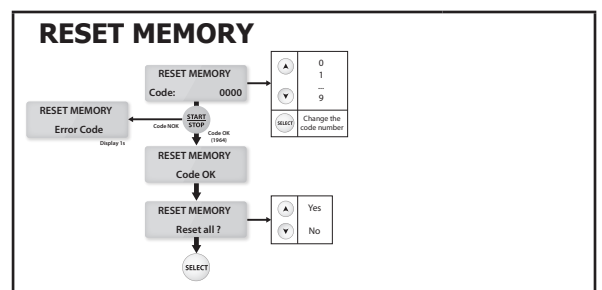 RESET MEMORY
RESET MEMORY
Code: 0000
0
1
...
9
SELECT
Change the
code number
RESET MEMORY
Error Code
Display 1s
Code NOK
START
STOP
Code OK
(1964)
RESET MEMORY
Code OK
RESET MEMORY
Reset all ?
Yes
No
SELECT